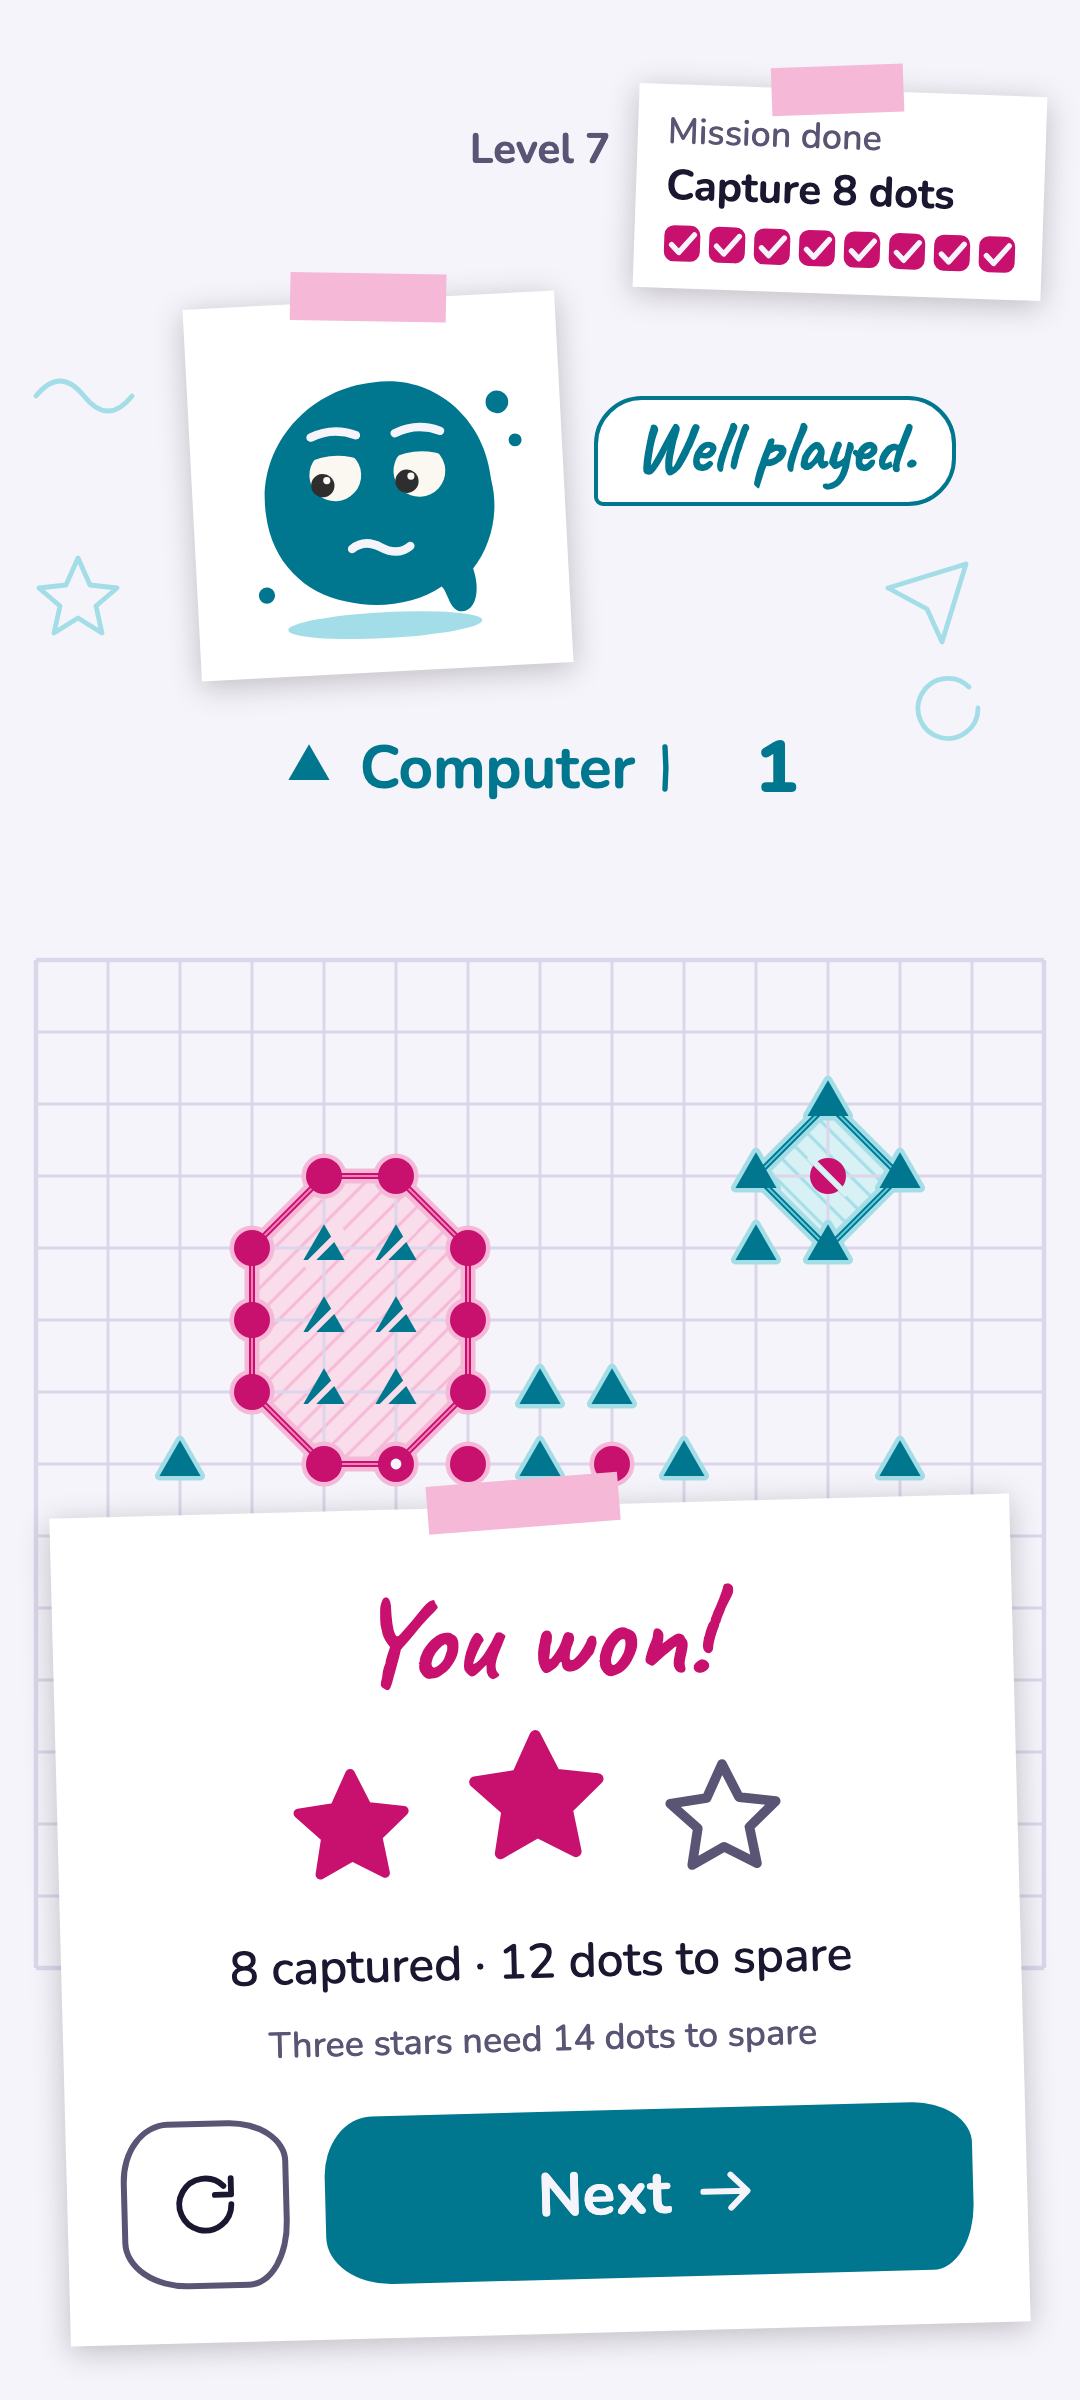 Level 7
Mission done
Capture 8 dots
Well played.
Computer
1
You won!
8 captured · 12 dots to spare
Three stars need 14 dots to spare
Next →